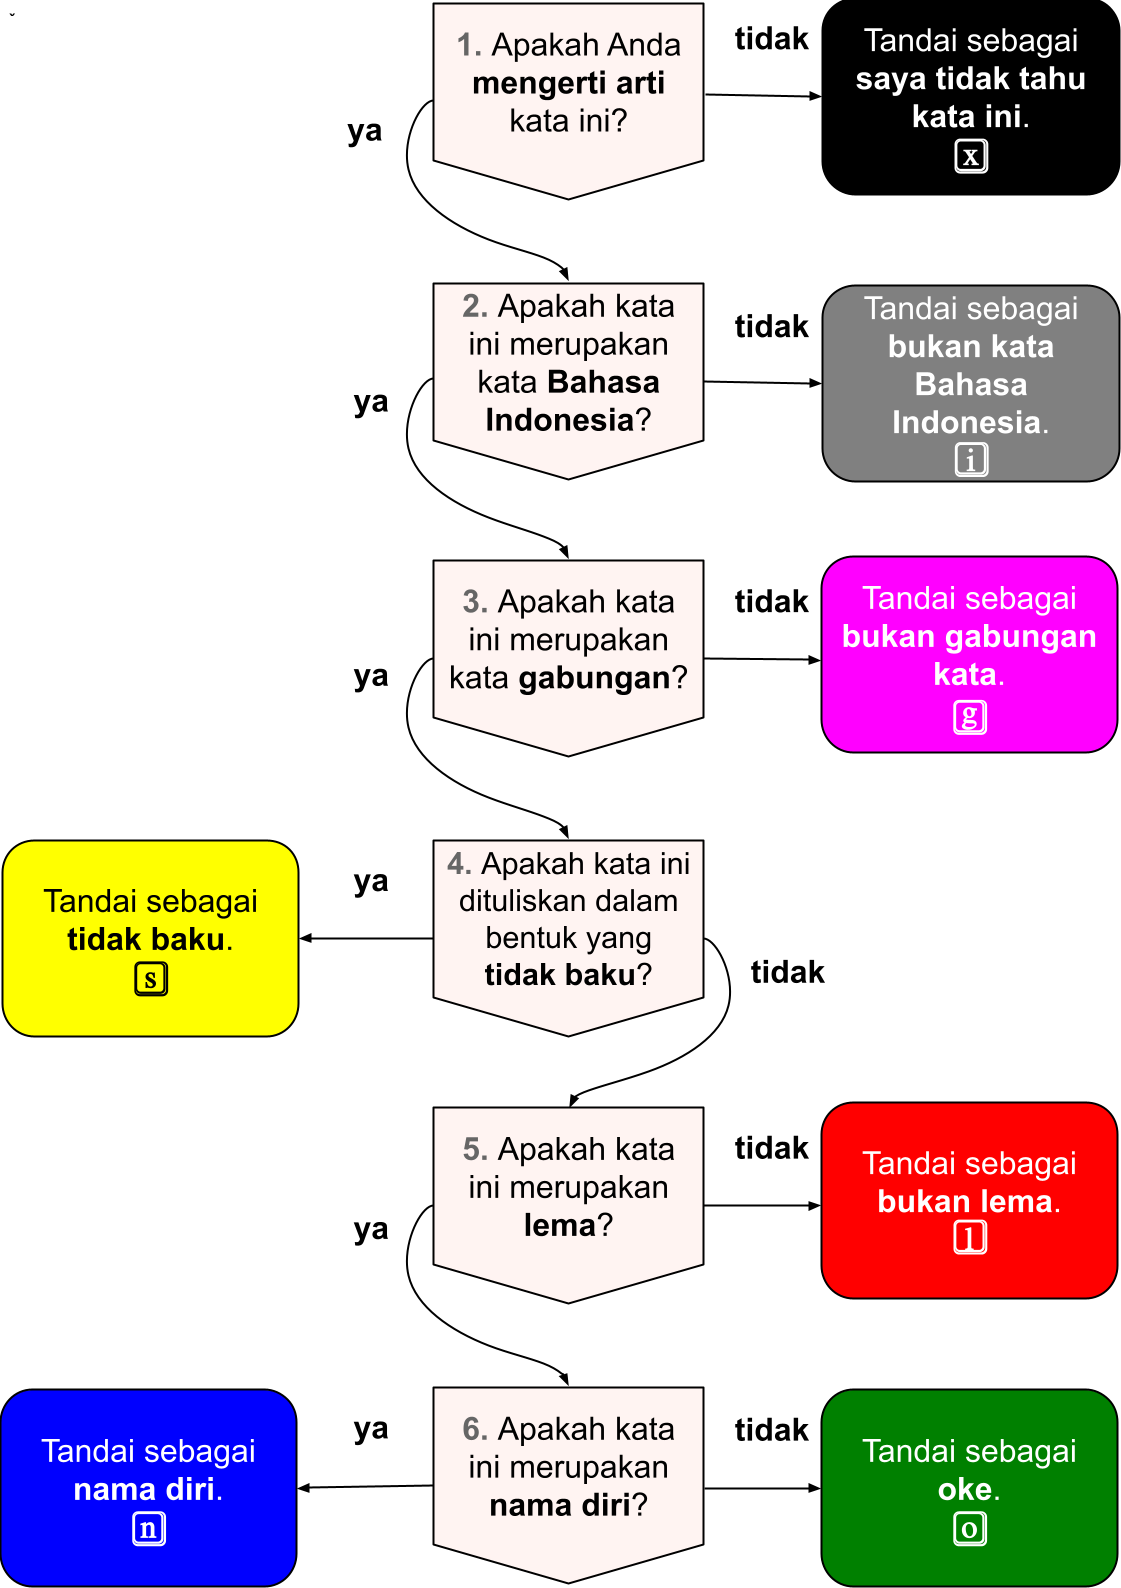 1. Apakah Anda
mengerti arti
kata ini?
tidak
Tandai sebagai
saya tidak tahu
kata ini.
x
ya
2. Apakah kata
ini merupakan
kata Bahasa
Indonesia?
tidak
Tandai sebagai
bukan kata
Bahasa
Indonesia.
i
ya
3. Apakah kata
ini merupakan
kata gabungan?
tidak
Tandai sebagai
bukan gabungan
kata.
g
ya
4. Apakah kata ini
dituliskan dalam
bentuk yang
tidak baku?
ya
Tandai sebagai
tidak baku.
s
tidak
5. Apakah kata
ini merupakan
lema?
tidak
Tandai sebagai
bukan lema.
l
ya
6. Apakah kata
ini merupakan
nama diri?
ya
Tandai sebagai
nama diri.
n
tidak
Tandai sebagai
oke.
o